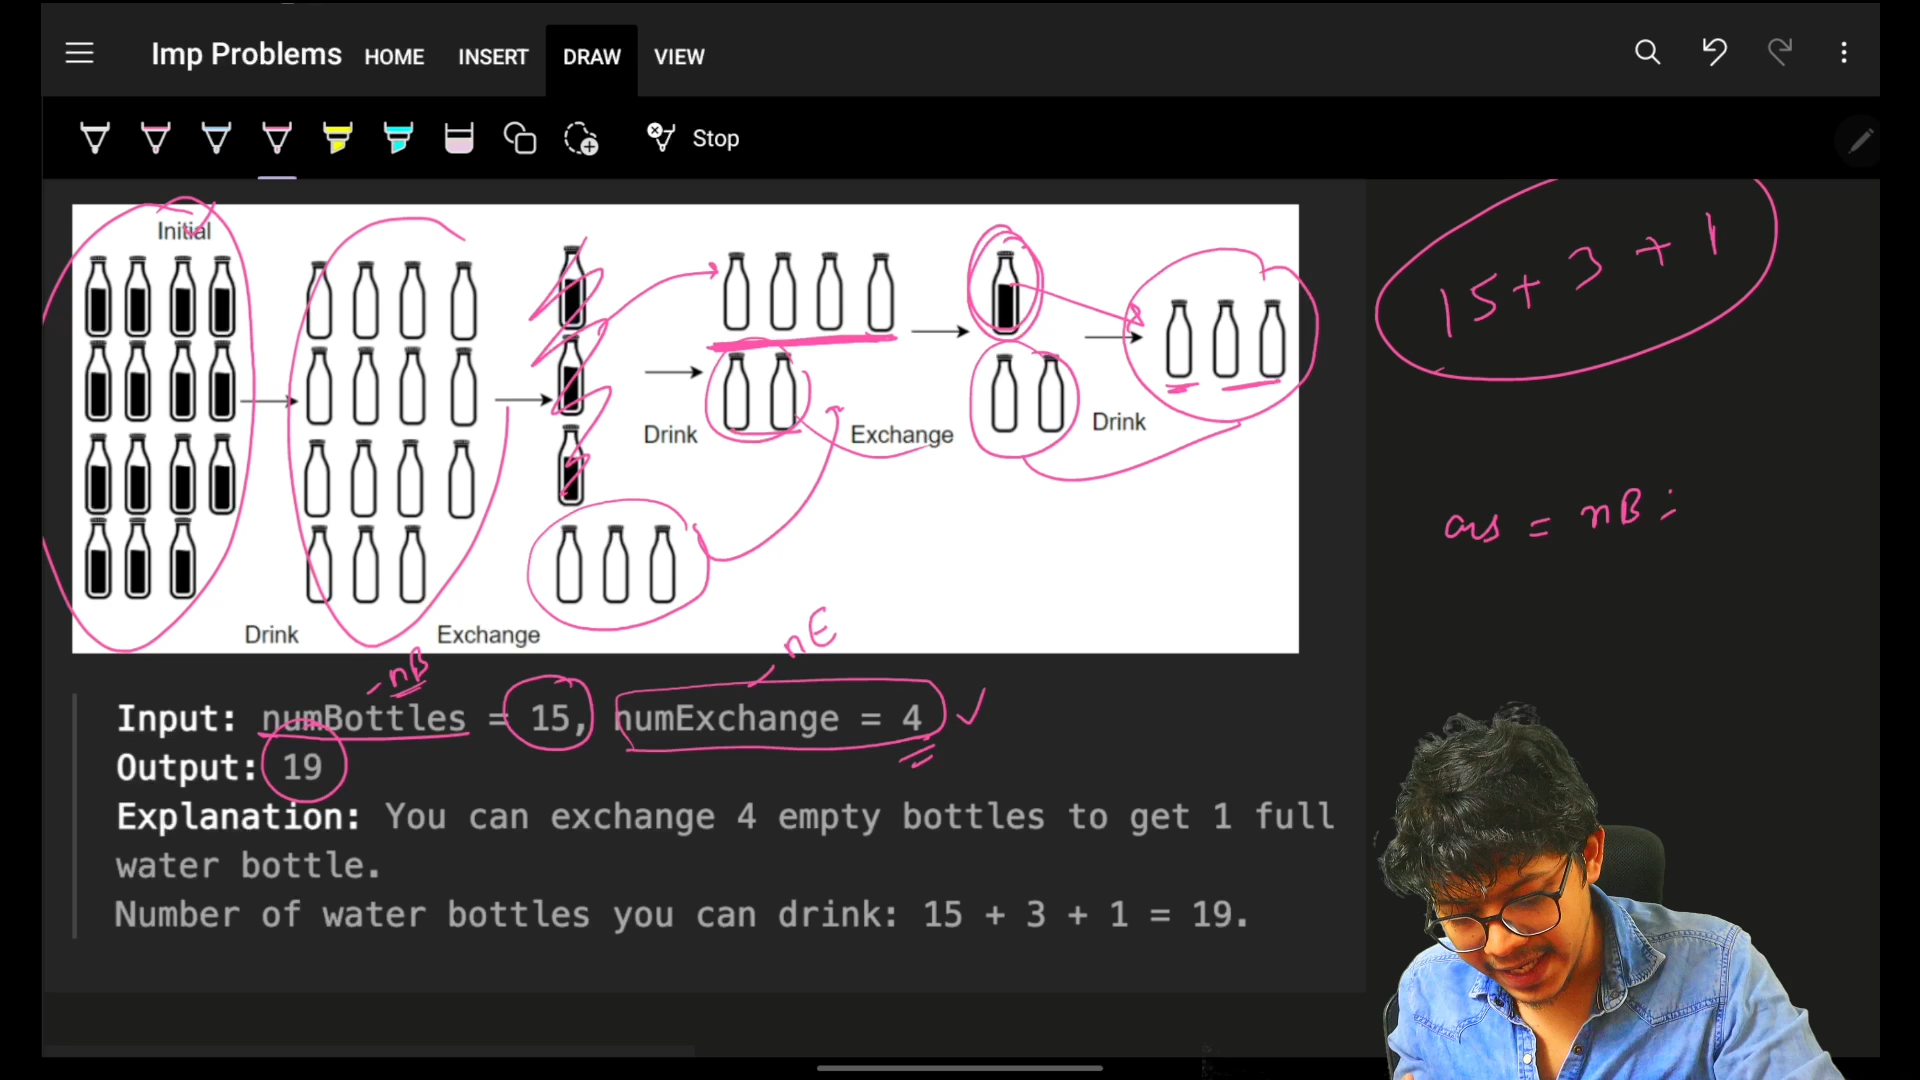 Imp Problems HOME INSERT DRAW VIEW
Stop
Initial
15 + 3 + 1
Drink Exchange Drink
ans = nB ;
Drink Exchange
nE
nB
Input: numBottles = 15, numExchange = 4
Output: 19
Explanation: You can exchange 4 empty bottles to get 1 full
water bottle.
Number of water bottles you can drink: 15 + 3 + 1 = 19.